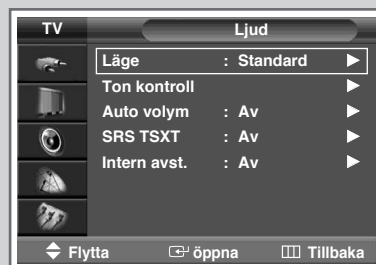 TV Ljud
Läge : Standard
Ton kontroll
Auto volym : Av
SRS TSXT : Av
Intern avst. : Av
Flytta öppna Tillbaka